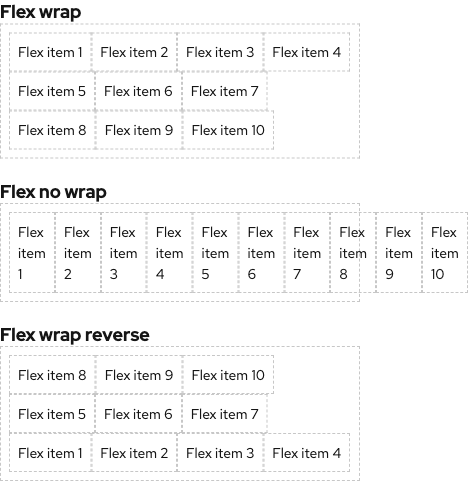 Flex wrap
Flex item 1 Flex item 2 Flex item 3 Flex item 4
Flex item 5 Flex item 6 Flex item 7
Flex item 8 Flex item 9 Flex item 10
Flex no wrap
Flex Flex Flex Flex Flex Flex Flex Flex Flex Flex
item item item item item item item item item item
1 2 3 4 5 6 7 8 9 10
Flex wrap reverse
Flex item 8 Flex item 9 Flex item 10
Flex item 5 Flex item 6 Flex item 7
Flex item 1 Flex item 2 Flex item 3 Flex item 4